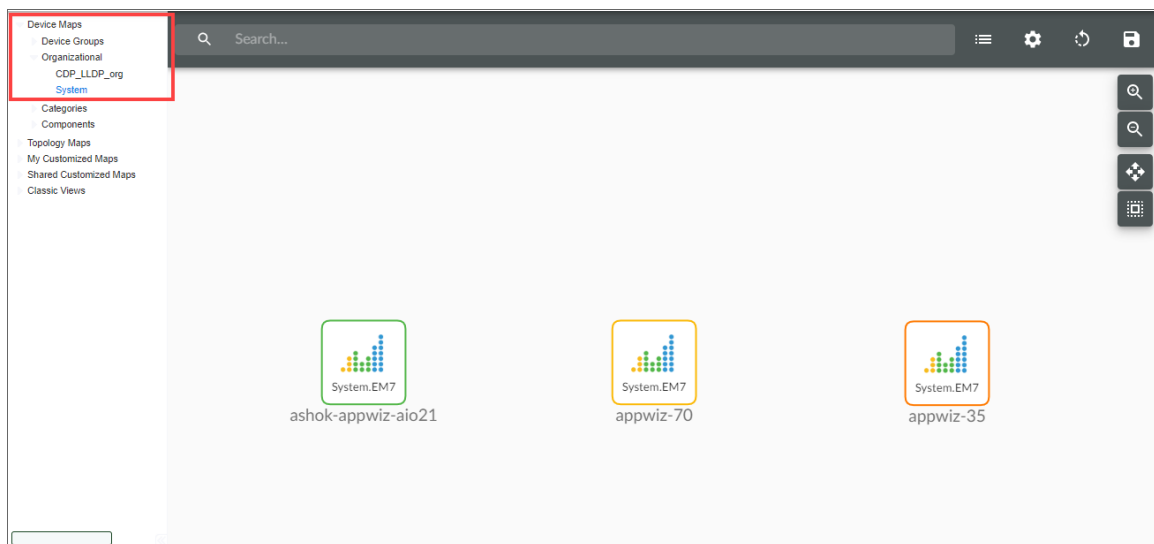 Device Maps
Device Groups
Organizational
CDP_LLDP_org
System
Categories
Components
Topology Maps
My Customized Maps
Shared Customized Maps
Classic Views
Search...
System.EM7
ashok-appwiz-aio21
System.EM7
appwiz-70
System.EM7
appwiz-35